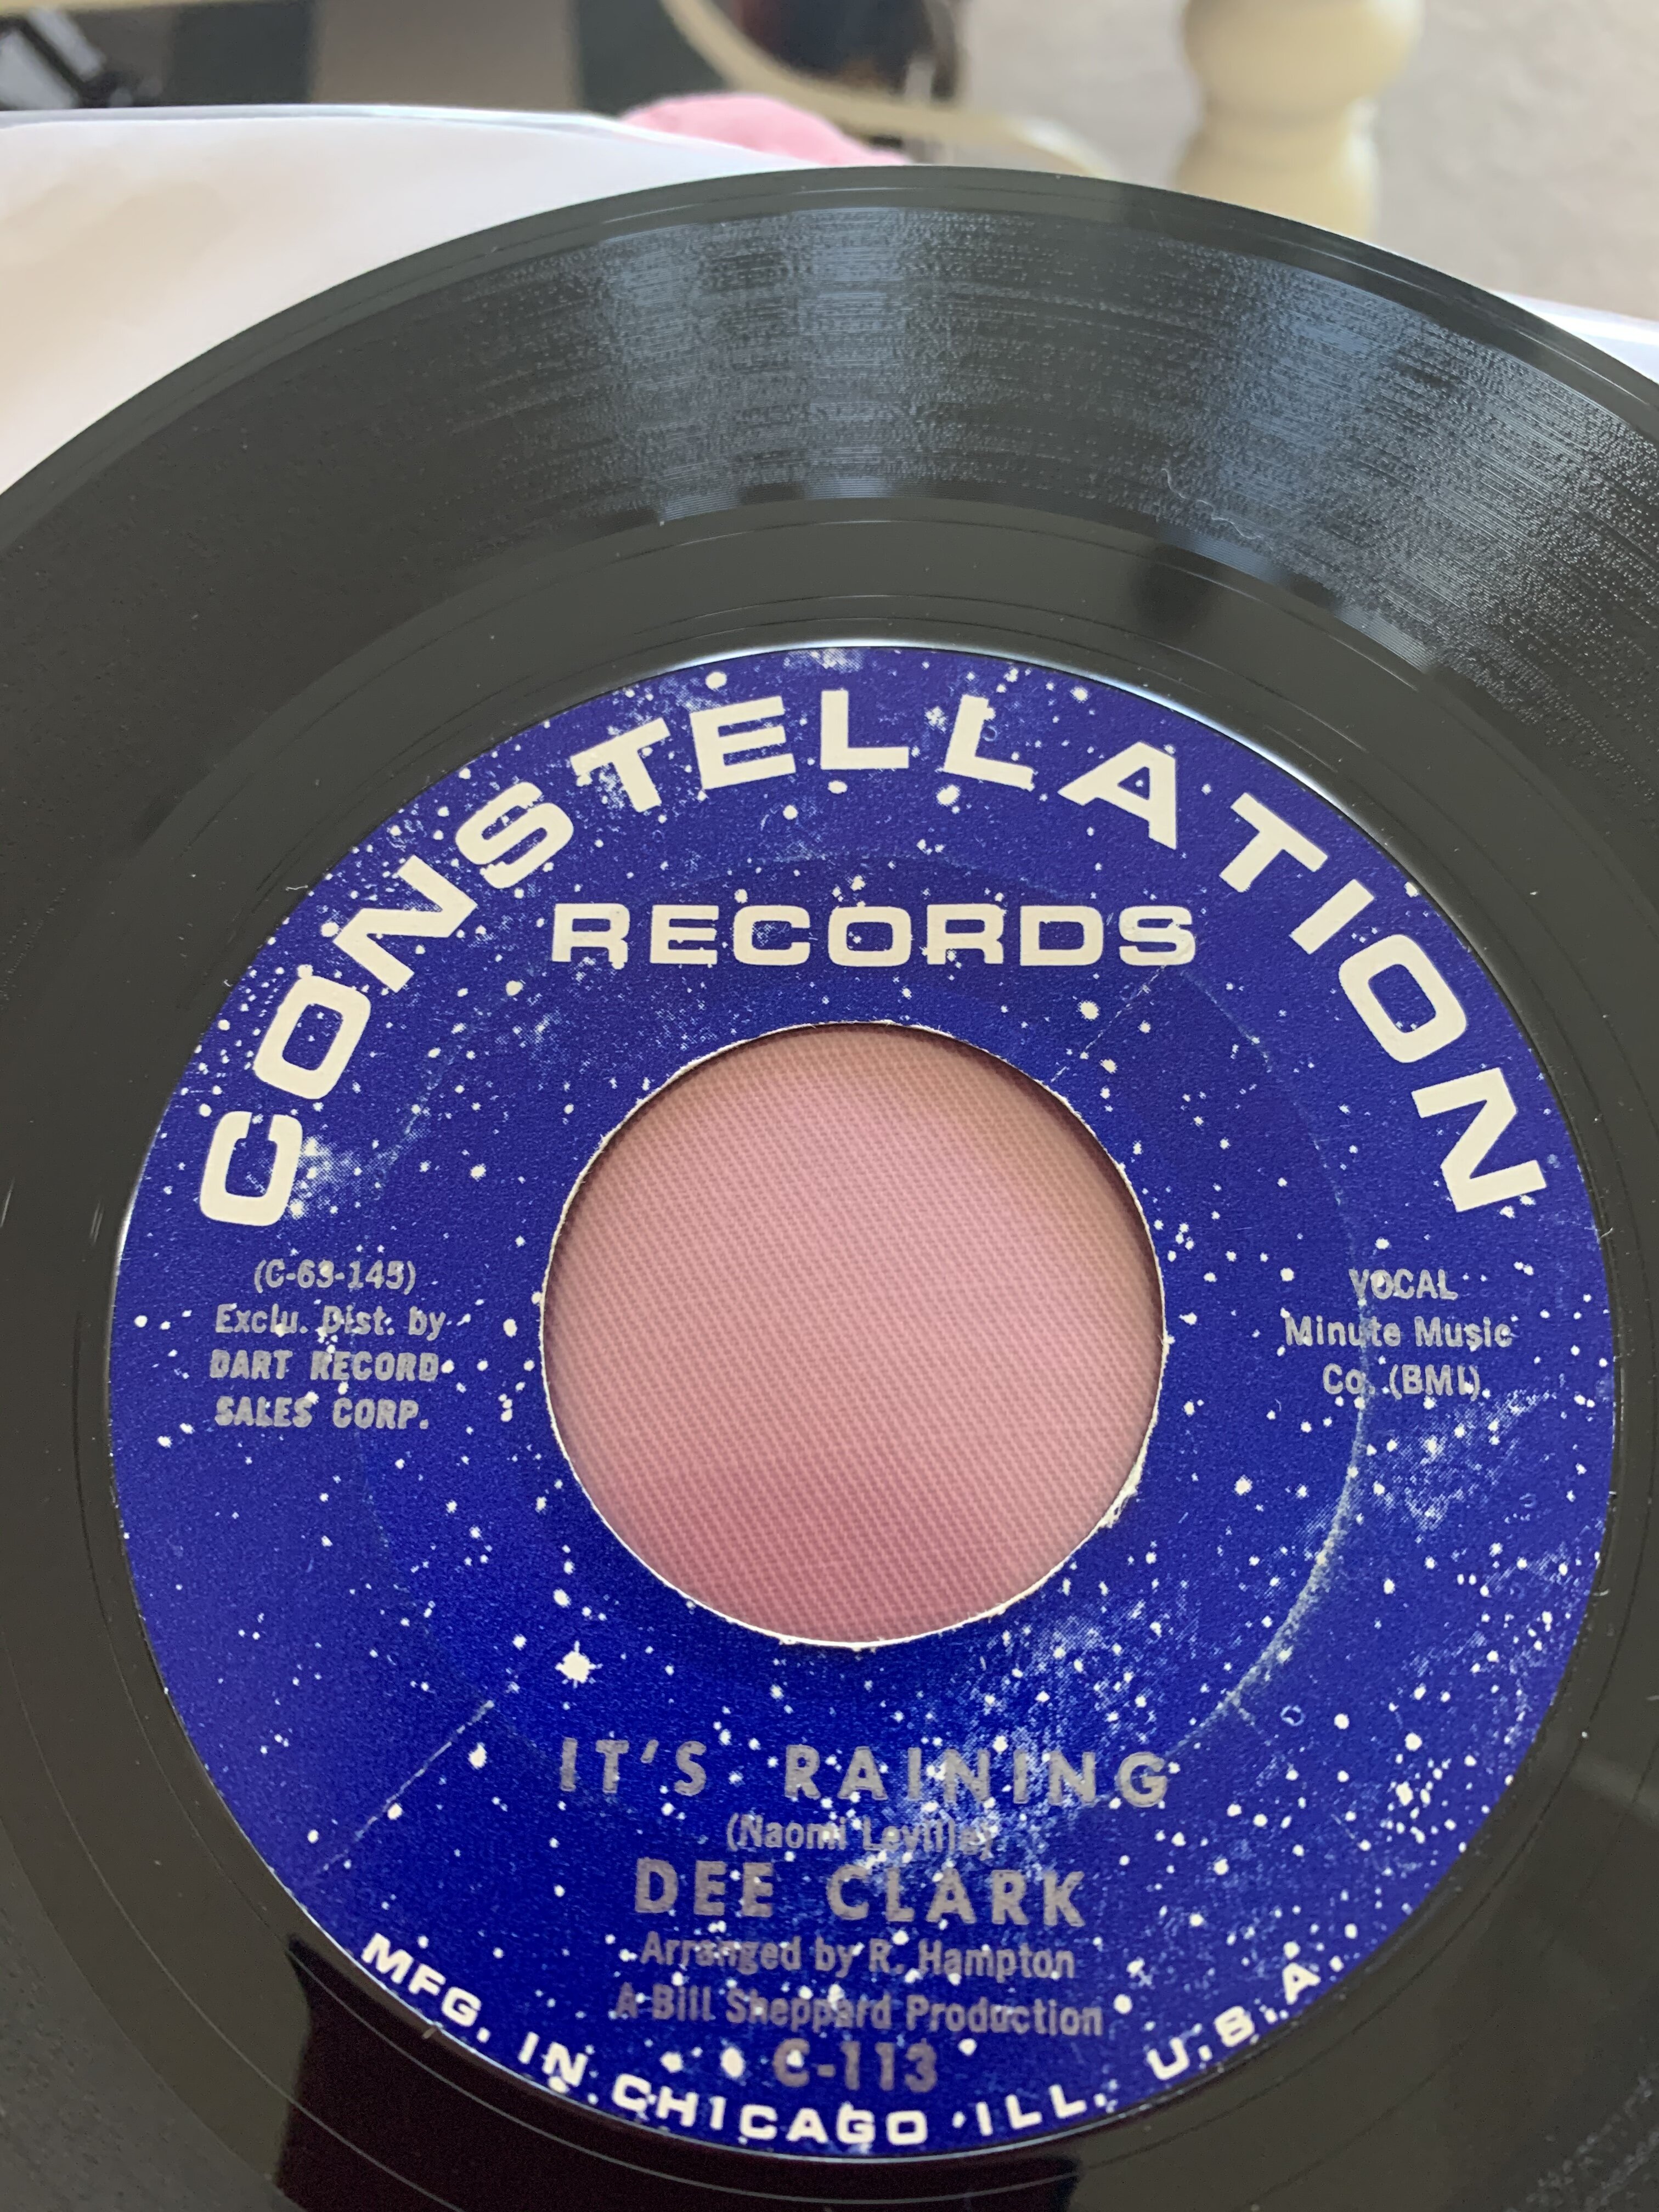 CONSTELLATION
RECORDS
(C-63-145)
Exclu. Dist. by
DART RECORD
SALES CORP.
VOCAL
Minute Music
Co. (BMI)
IT'S RAINING
(Naomi
DEE CLARK
Arranged by R. Hampton
A Bill Sheppard Production
C-113
MFG. IN CHICAGO ILL. U.S.A.